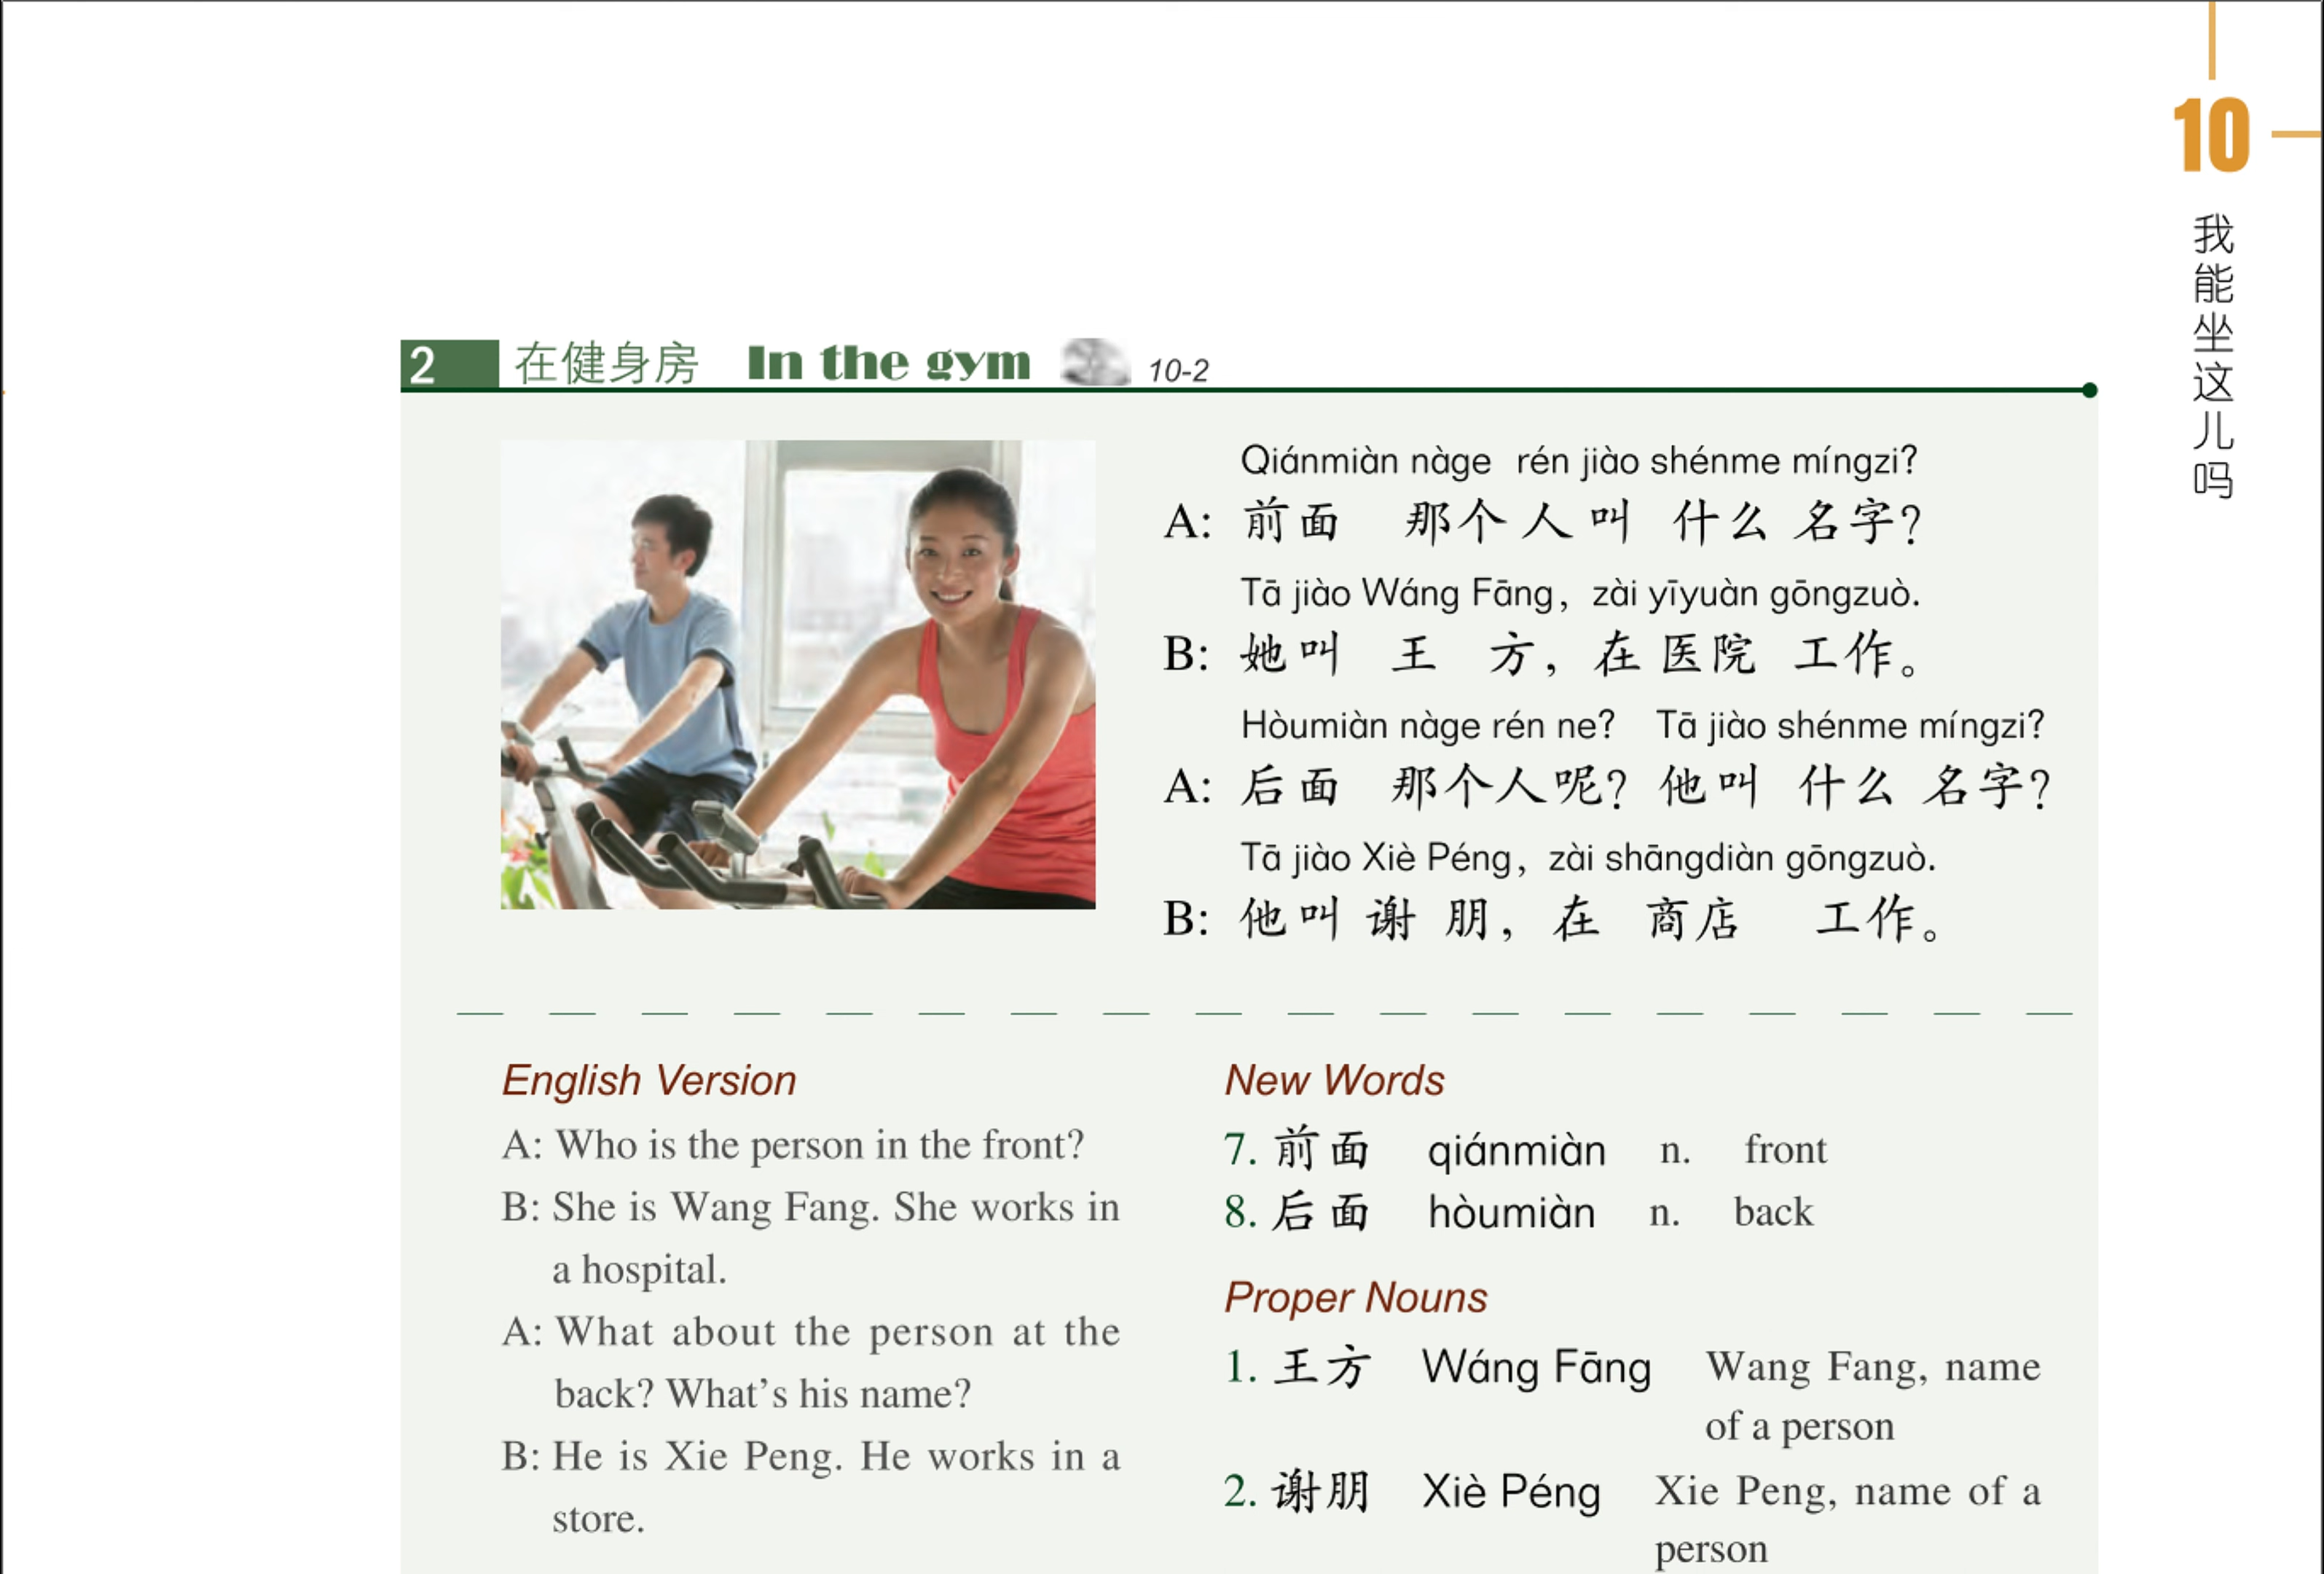 10
我能坐这儿吗
2 在健身房 In the gym 10-2
Qiánmiàn nàge rén jiào shénme míngzi?
A: 前面 那个人叫 什么 名字?
Tā jiào Wáng Fāng, zài yīyuàn gōngzuò.
B: 她叫 王 方, 在医院 工作。
Hòumiàn nàge rén ne? Tā jiào shénme míngzi?
A: 后面 那个人呢? 他叫 什么 名字?
Tā jiào Xiè Péng, zài shāngdiàn gōngzuò.
B: 他叫 谢 朋, 在 商店 工作。
English Version
A: Who is the person in the front?
B: She is Wang Fang. She works in
a hospital.
A: What about the person at the
back? What's his name?
B: He is Xie Peng. He works in a
store.
New Words
7. 前面 qiánmiàn n. front
8. 后面 hòumiàn n. back
Proper Nouns
1. 王方 Wáng Fāng Wang Fang, name
of a person
2. 谢朋 Xiè Péng Xie Peng, name of a
person